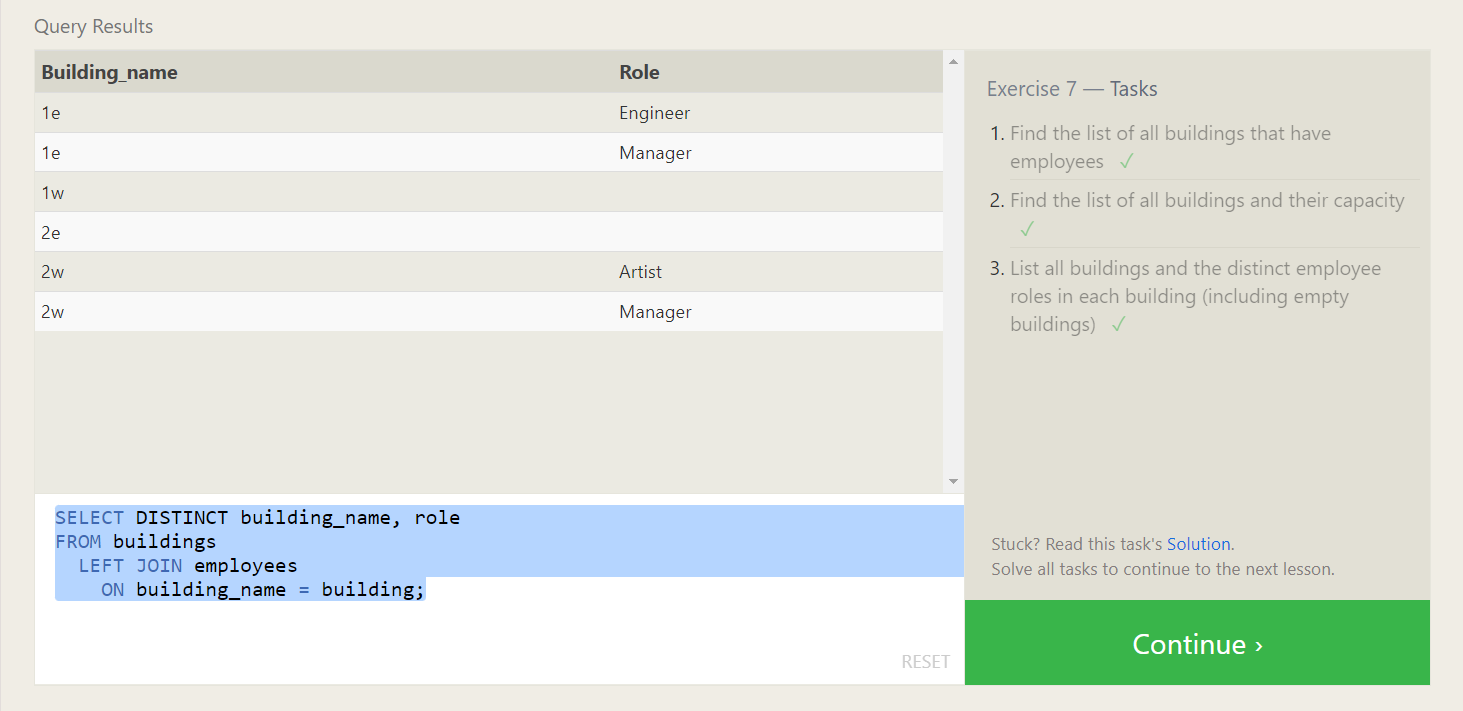 Query Results
Building_name Role
1e Engineer
1e Manager
1w
2e
2w Artist
2w Manager
SELECT DISTINCT building_name, role
FROM buildings
LEFT JOIN employees
ON building_name = building;
RESET
Exercise 7 — Tasks
1. Find the list of all buildings that have
employees ✓
2. Find the list of all buildings and their capacity
✓
3. List all buildings and the distinct employee
roles in each building (including empty
buildings) ✓
Stuck? Read this task's Solution.
Solve all tasks to continue to the next lesson.
Continue ›